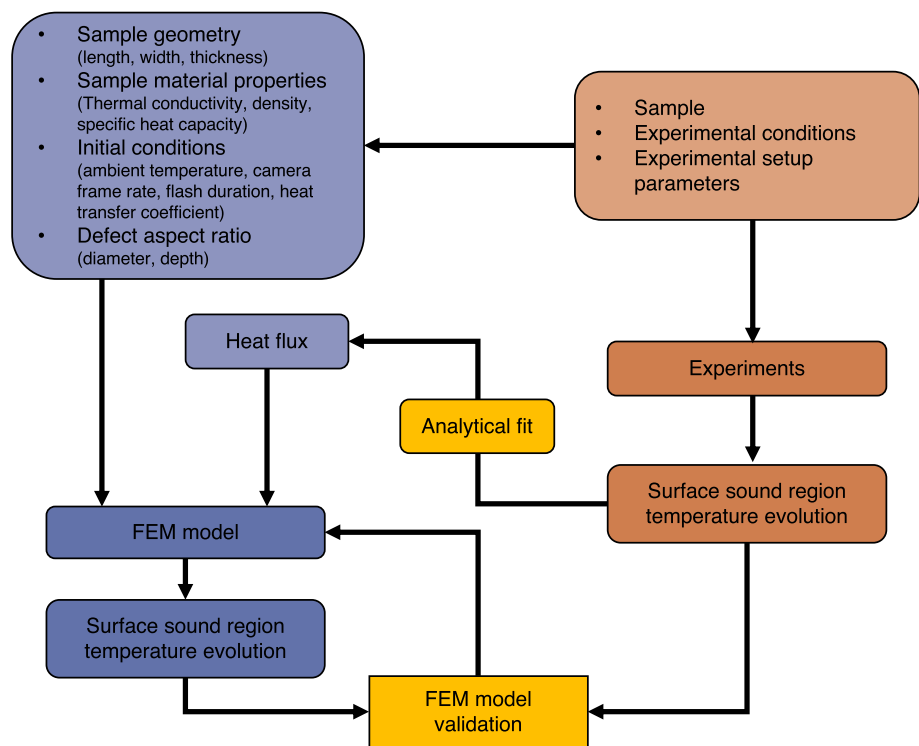 • Sample geometry
(length, width, thickness)
• Sample material properties
(Thermal conductivity, density,
specific heat capacity)
• Initial conditions
(ambient temperature, camera
frame rate, flash duration, heat
transfer coefficient)
• Defect aspect ratio
(diameter, depth)
• Sample
• Experimental conditions
• Experimental setup
parameters
Heat flux
Experiments
Analytical fit
Surface sound region
temperature evolution
FEM model
Surface sound region
temperature evolution
FEM model
validation